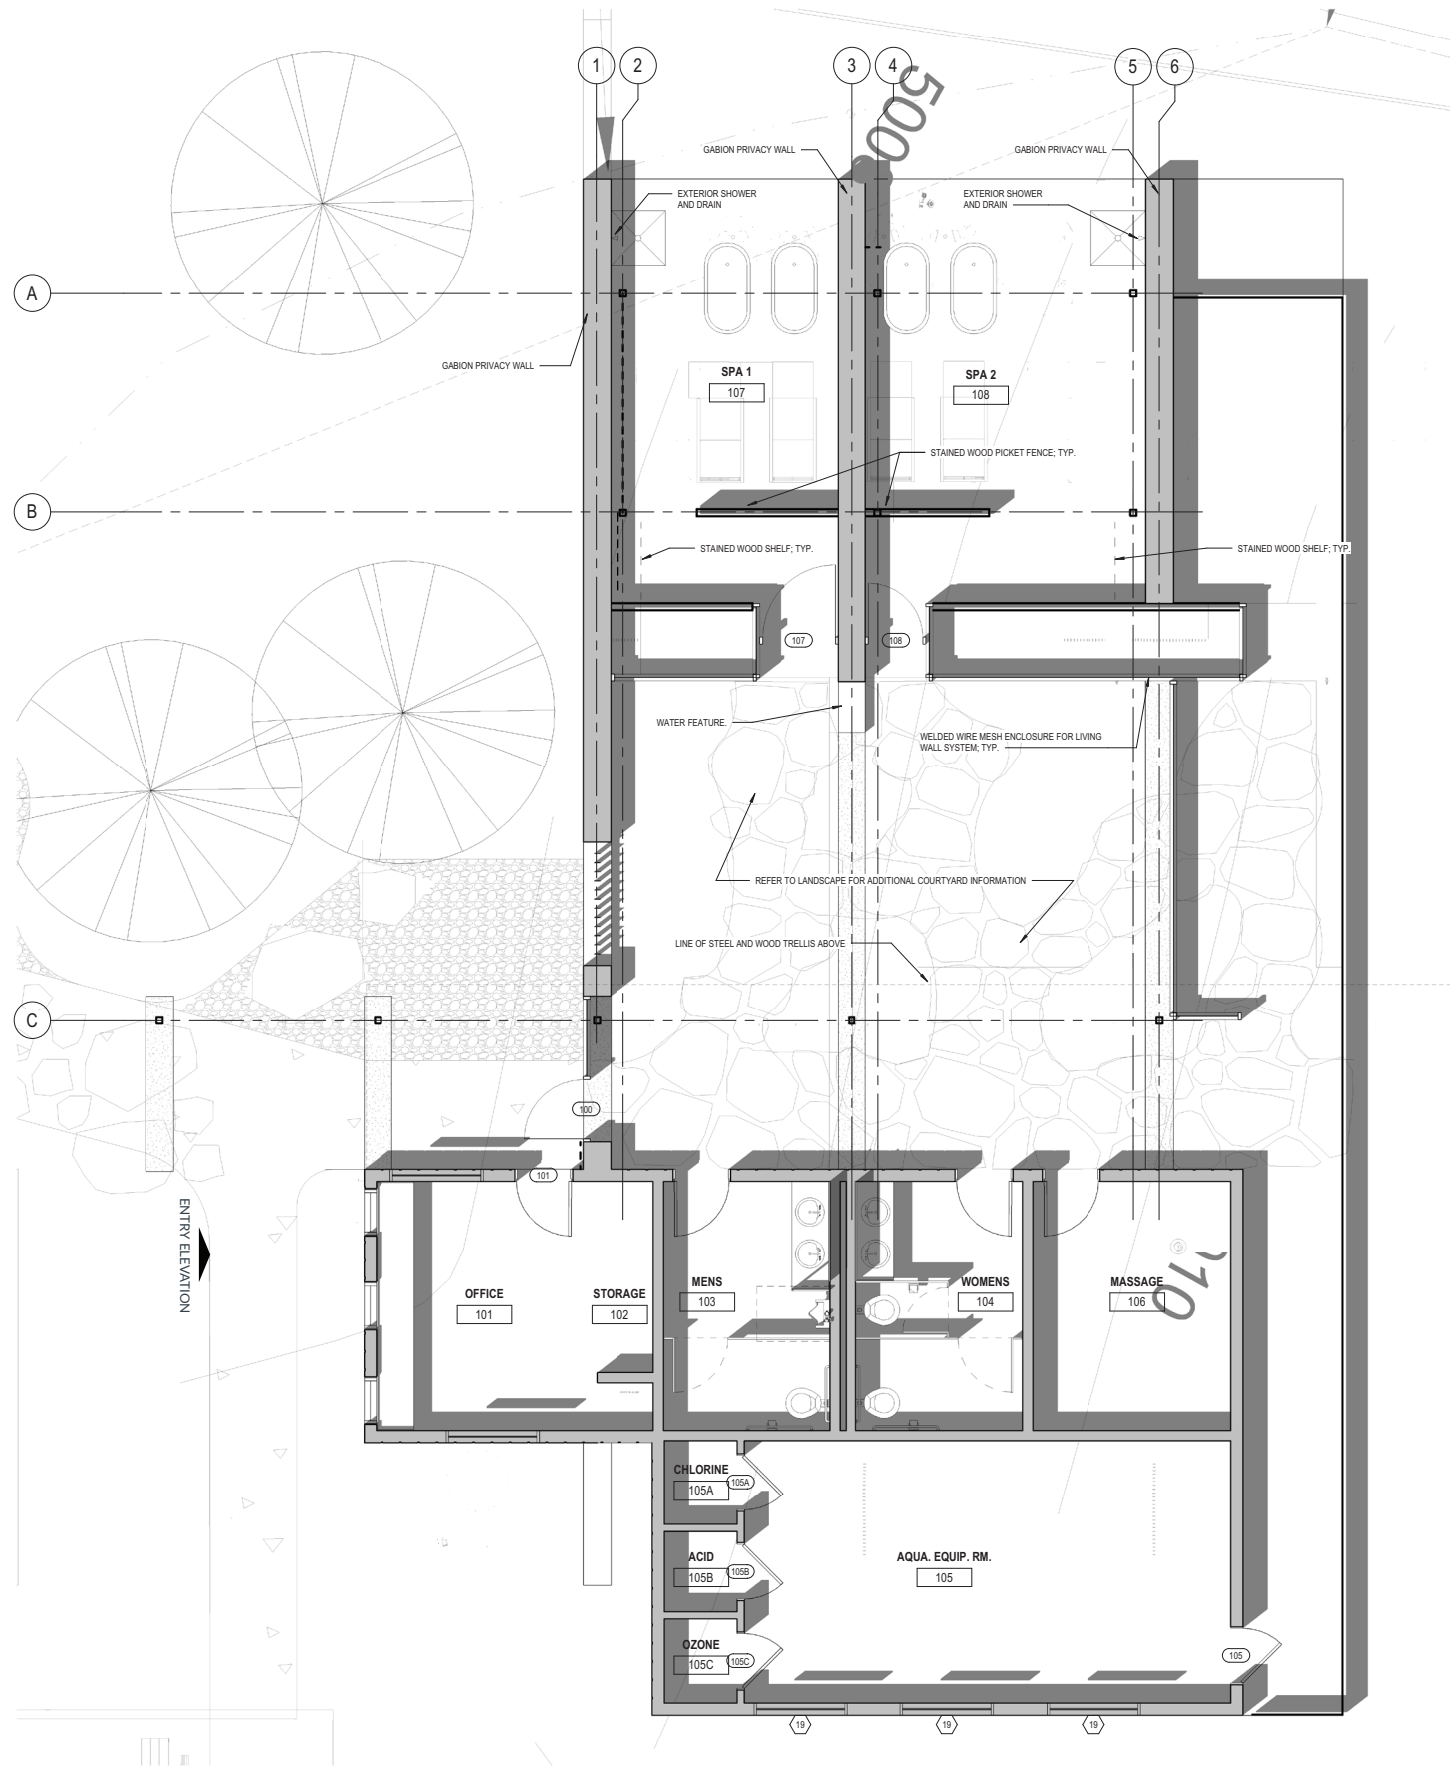 1
2
3
4
5
6
500
GABION PRIVACY WALL
GABION PRIVACY WALL
EXTERIOR SHOWER
AND DRAIN
EXTERIOR SHOWER
AND DRAIN
A
GABION PRIVACY WALL
SPA 1
107
SPA 2
108
STAINED WOOD PICKET FENCE; TYP.
B
STAINED WOOD SHELF; TYP.
STAINED WOOD SHELF; TYP.
107
108
WATER FEATURE.
WELDED WIRE MESH ENCLOSURE FOR LIVING
WALL SYSTEM; TYP.
REFER TO LANDSCAPE FOR ADDITIONAL COURTYARD INFORMATION
LINE OF STEEL AND WOOD TRELLIS ABOVE
C
100
101
ENTRY ELEVATION
OFFICE
101
STORAGE
102
MENS
103
WOMENS
104
MASSAGE
106
10
CHLORINE
105A
105A
ACID
105B
105B
AQUA. EQUIP. RM.
105
OZONE
105C
105C
105
19
19
19